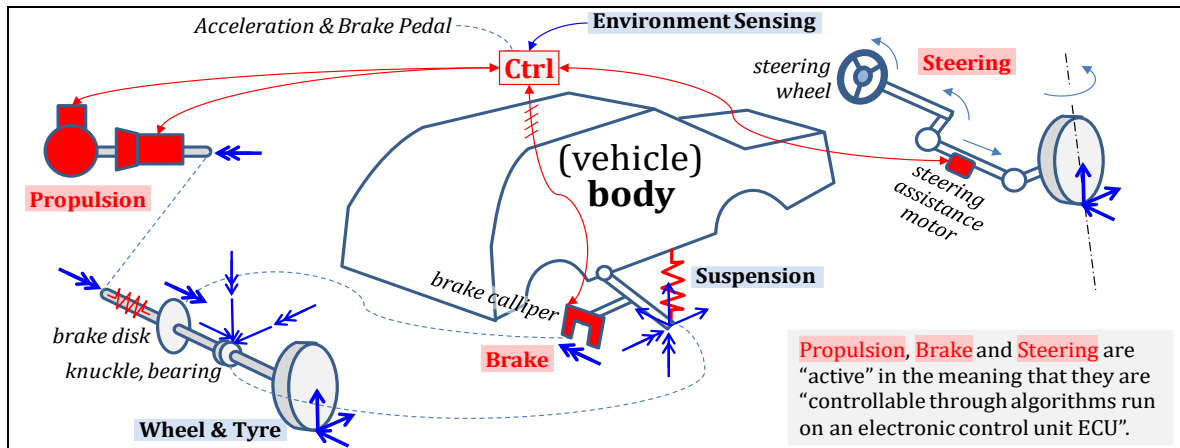 Acceleration & Brake Pedal
Environment Sensing
Ctrl
steering
wheel
Steering
(vehicle)
body
Propulsion
steering
assistance
motor
Suspension
brake calliper
brake disk
knuckle, bearing
Brake
Wheel & Tyre
Propulsion, Brake and Steering are
“active” in the meaning that they are
“controllable through algorithms run
on an electronic control unit ECU”.